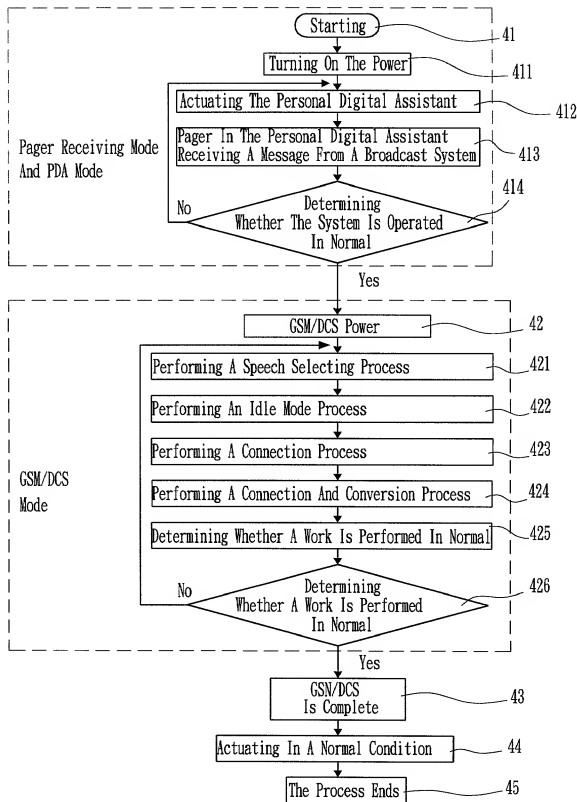 Starting
41
Turning On The Power
411
Actuating The Personal Digital Assistant
412
Pager In The Personal Digital Assistant
Receiving A Message From A Broadcast System
413
Pager Receiving Mode
And PDA Mode
No
Determining
Whether The System Is Operated
In Normal
414
Yes
GSM/DCS Power
42
Performing A Speech Selecting Process
421
Performing An Idle Mode Process
422
Performing A Connection Process
423
GSM/DCS
Mode
Performing A Connection And Conversion Process
424
Determining Whether A Work Is Performed In Normal
425
No
Determining
Whether A Work Is Performed
In Normal
426
Yes
GSN/DCS
Is Complete
43
Actuating In A Normal Condition
44
The Process Ends
45